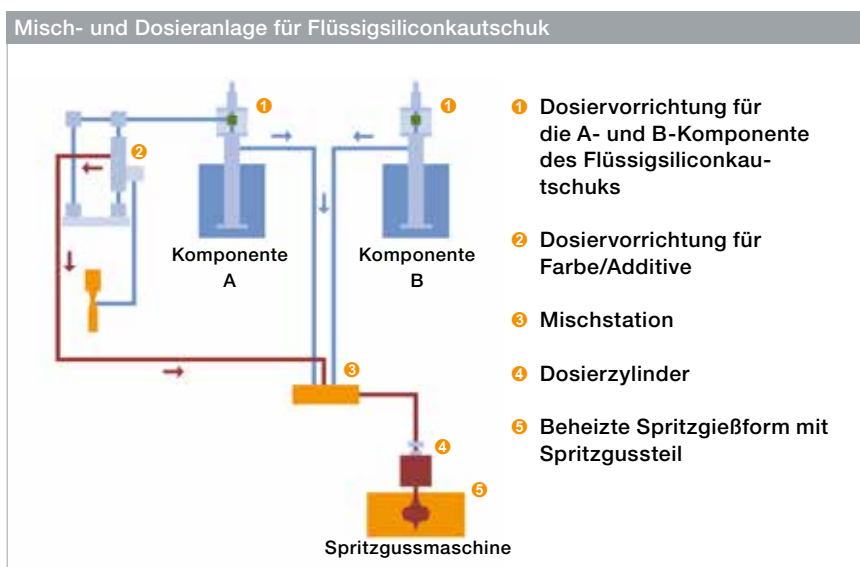 Misch- und Dosieranlage für Flüssigsiliconkautschuk
1
2
1
Komponente
A
Komponente
B
3
4
5
Spritzgussmaschine
1 Dosiervorrichtung für
die A- und B-Komponente
des Flüssigsiliconkau-
tschuks
2 Dosiervorrichtung für
Farbe/Additive
3 Mischstation
4 Dosierzylinder
5 Beheizte Spritzgießform mit
Spritzgussteil